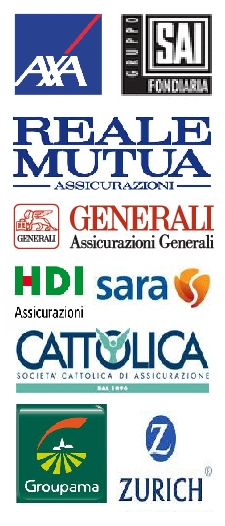 AXA
GRUPPO
SAI
FONDIARIA
REALE
MUTUA
ASSICURAZIONI
GENERALI
GENERALI
Assicurazioni Generali
HDI
Assicurazioni
sara
CATTOLICA
SOCIETÀ CATTOLICA DI ASSICURAZIONE
DAL 1896
Groupama
Z
ZURICH
®